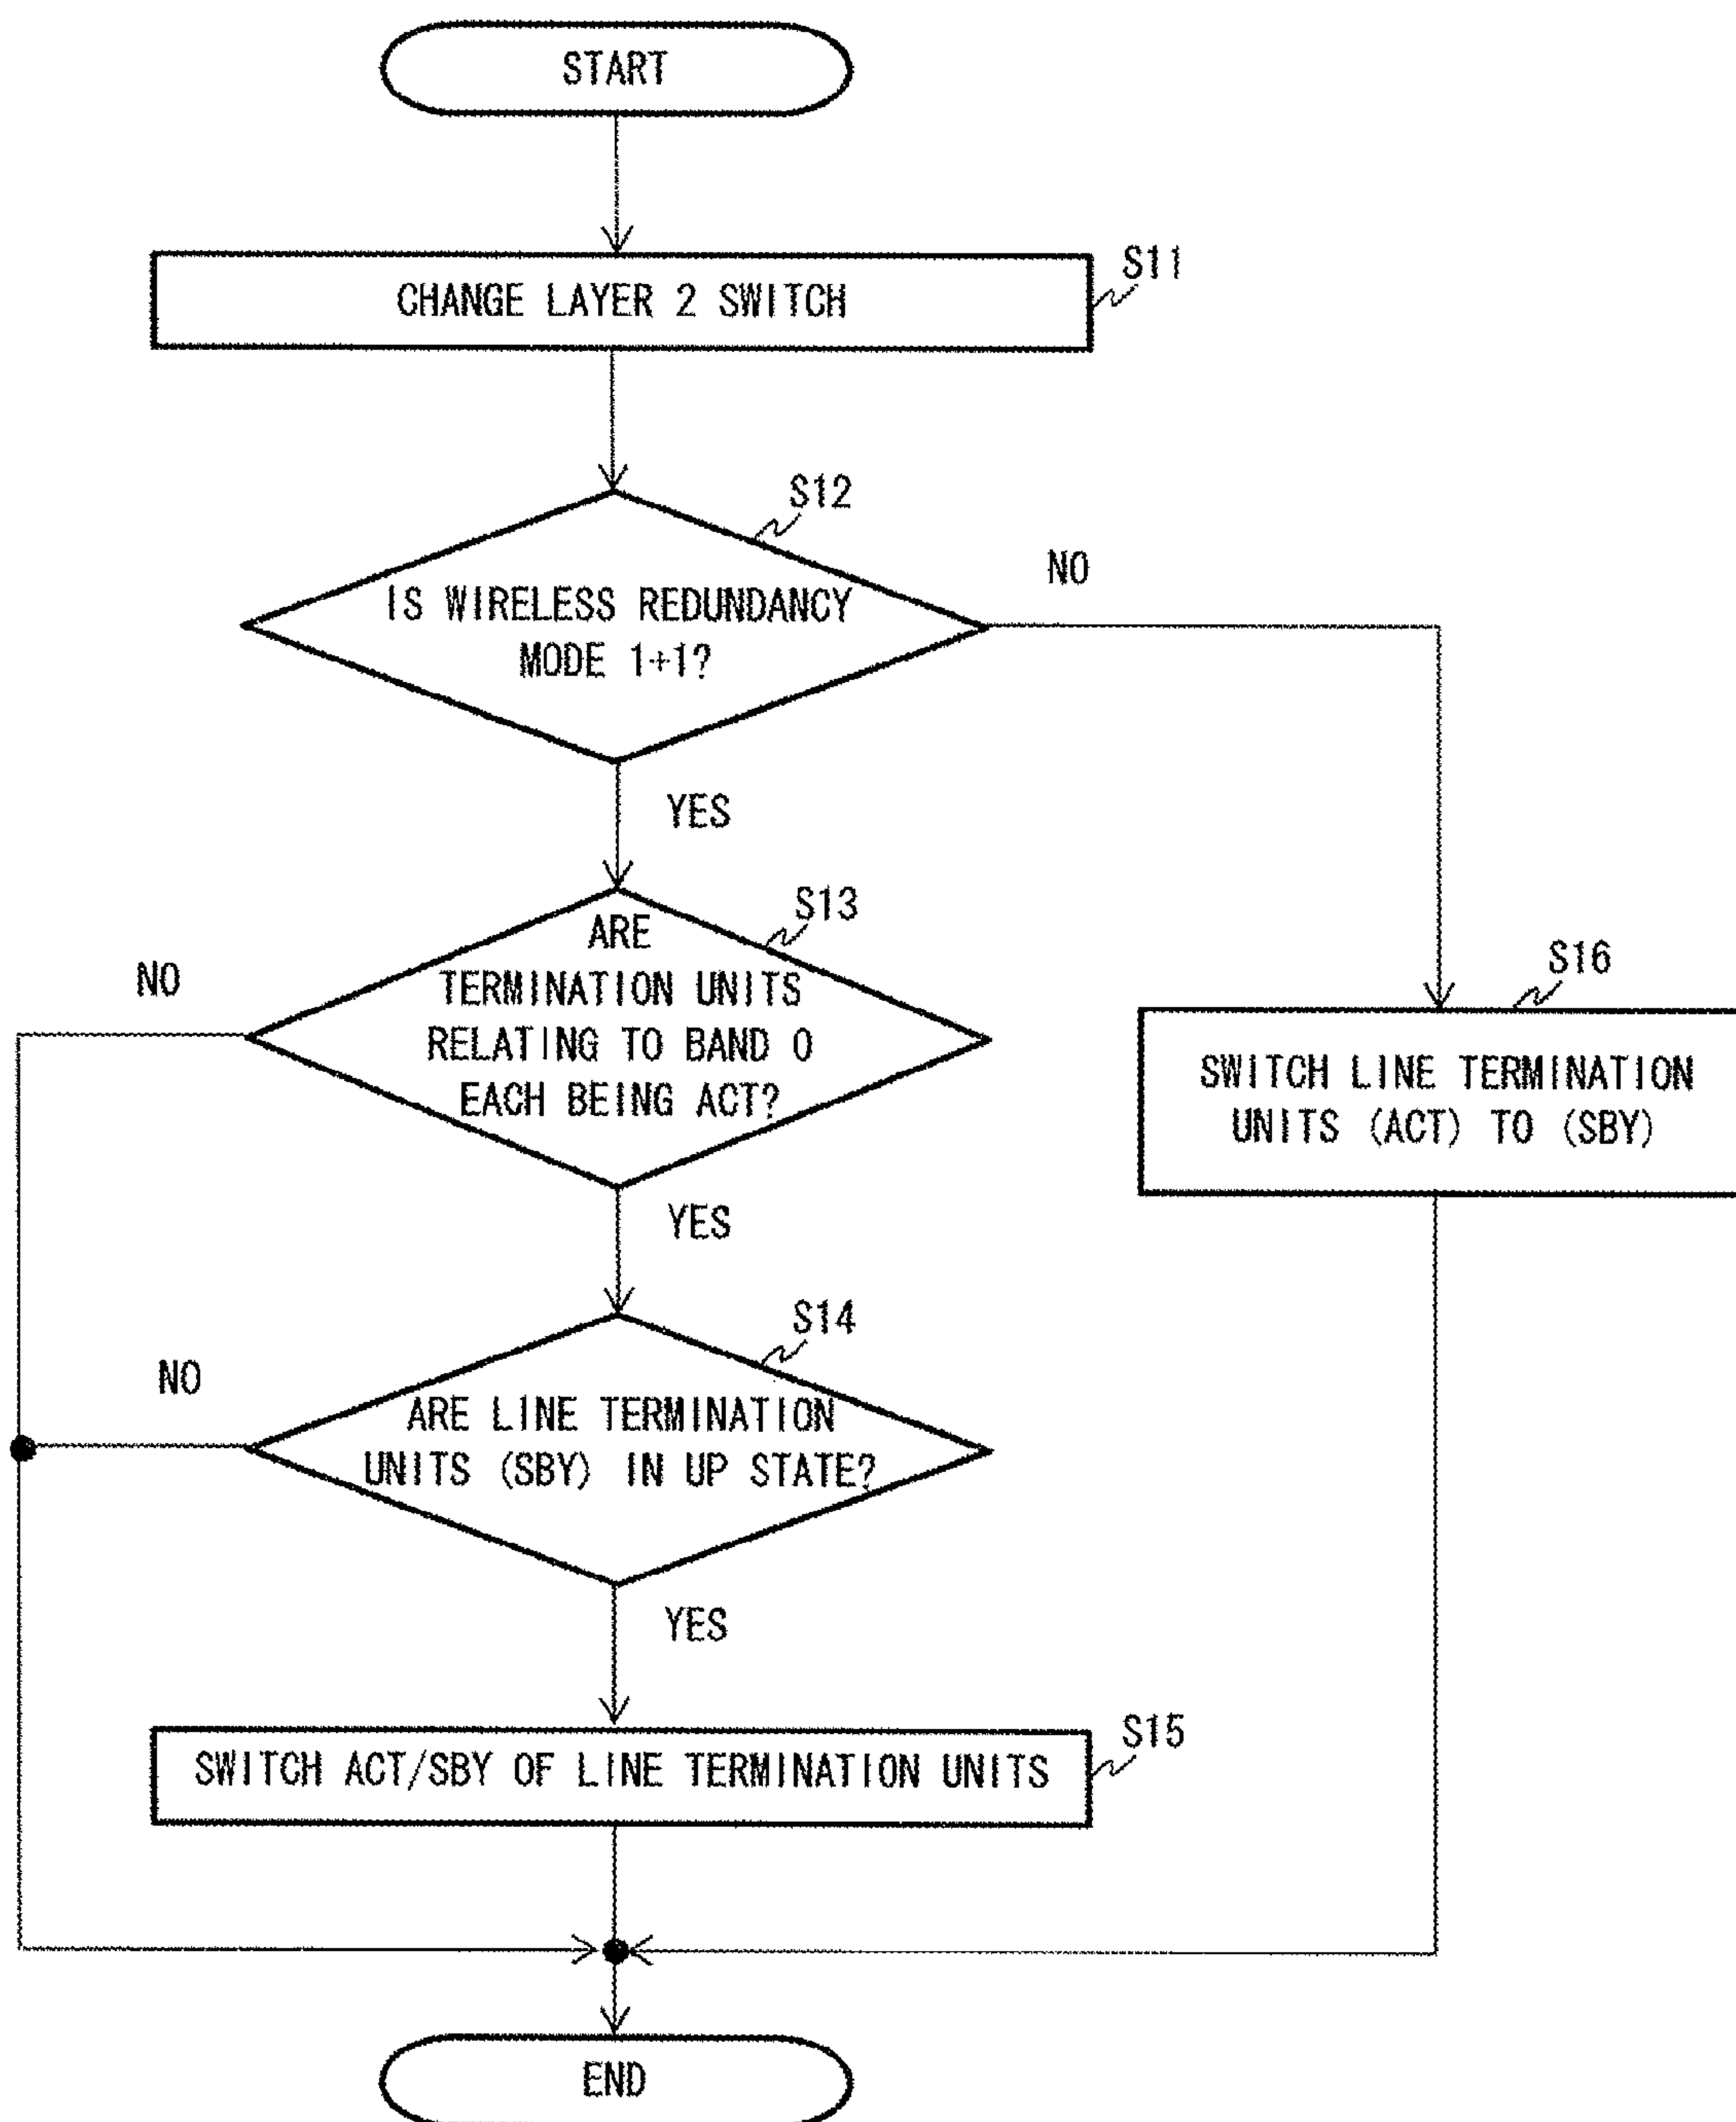 START
CHANGE LAYER 2 SWITCH
S11
S12
IS WIRELESS REDUNDANCY
MODE 1+1?
NO
YES
S13
ARE
TERMINATION UNITS
RELATING TO BAND 0
EACH BEING ACT?
NO
YES
S16
SWITCH LINE TERMINATION
UNITS (ACT) TO (SBY)
S14
ARE LINE TERMINATION
UNITS (SBY) IN UP STATE?
NO
YES
S15
SWITCH ACT/SBY OF LINE TERMINATION UNITS
END